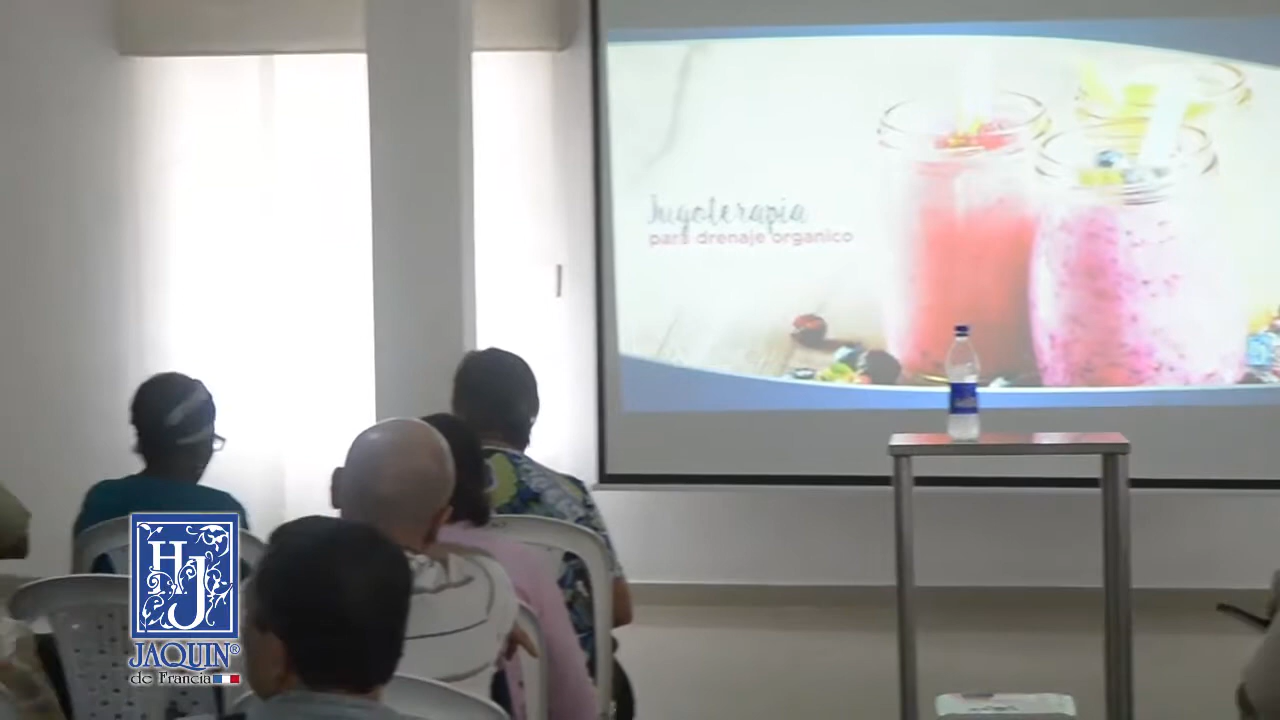 Jugoterapia
para drenaje organico
HJ
JAQUIN®
de Francia